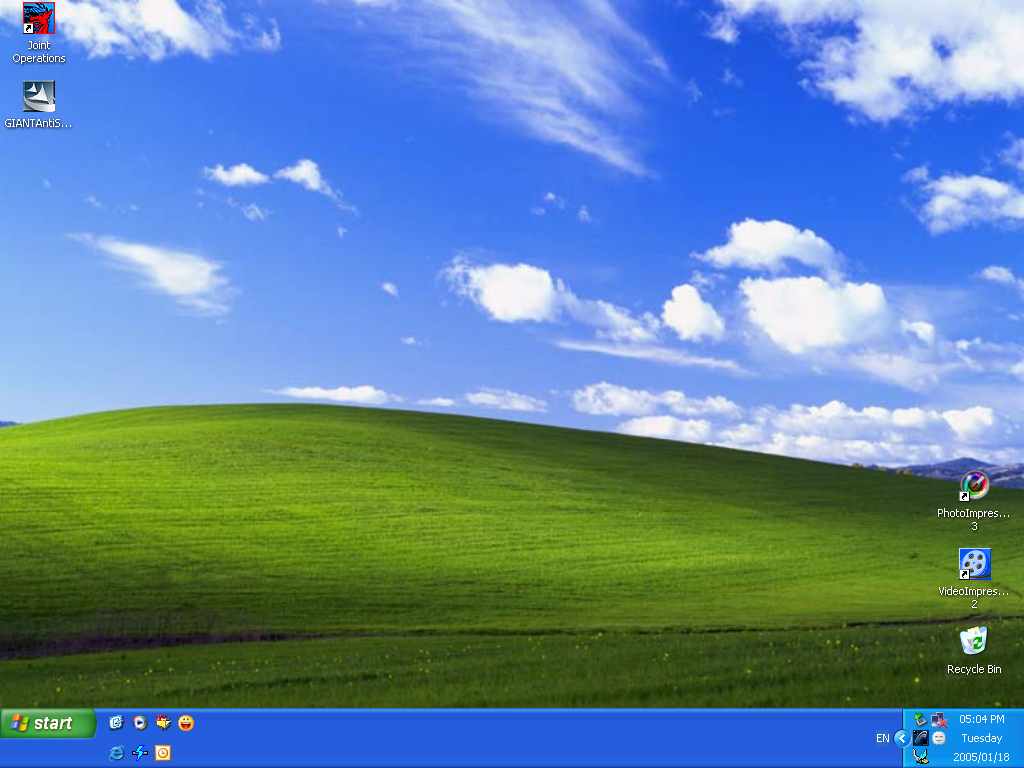 Joint
Operations
GIANTAntiS...
PhotoImpres...
3
VideoImpres...
2
Recycle Bin
start
EN
05:04 PM
Tuesday
2005/01/18